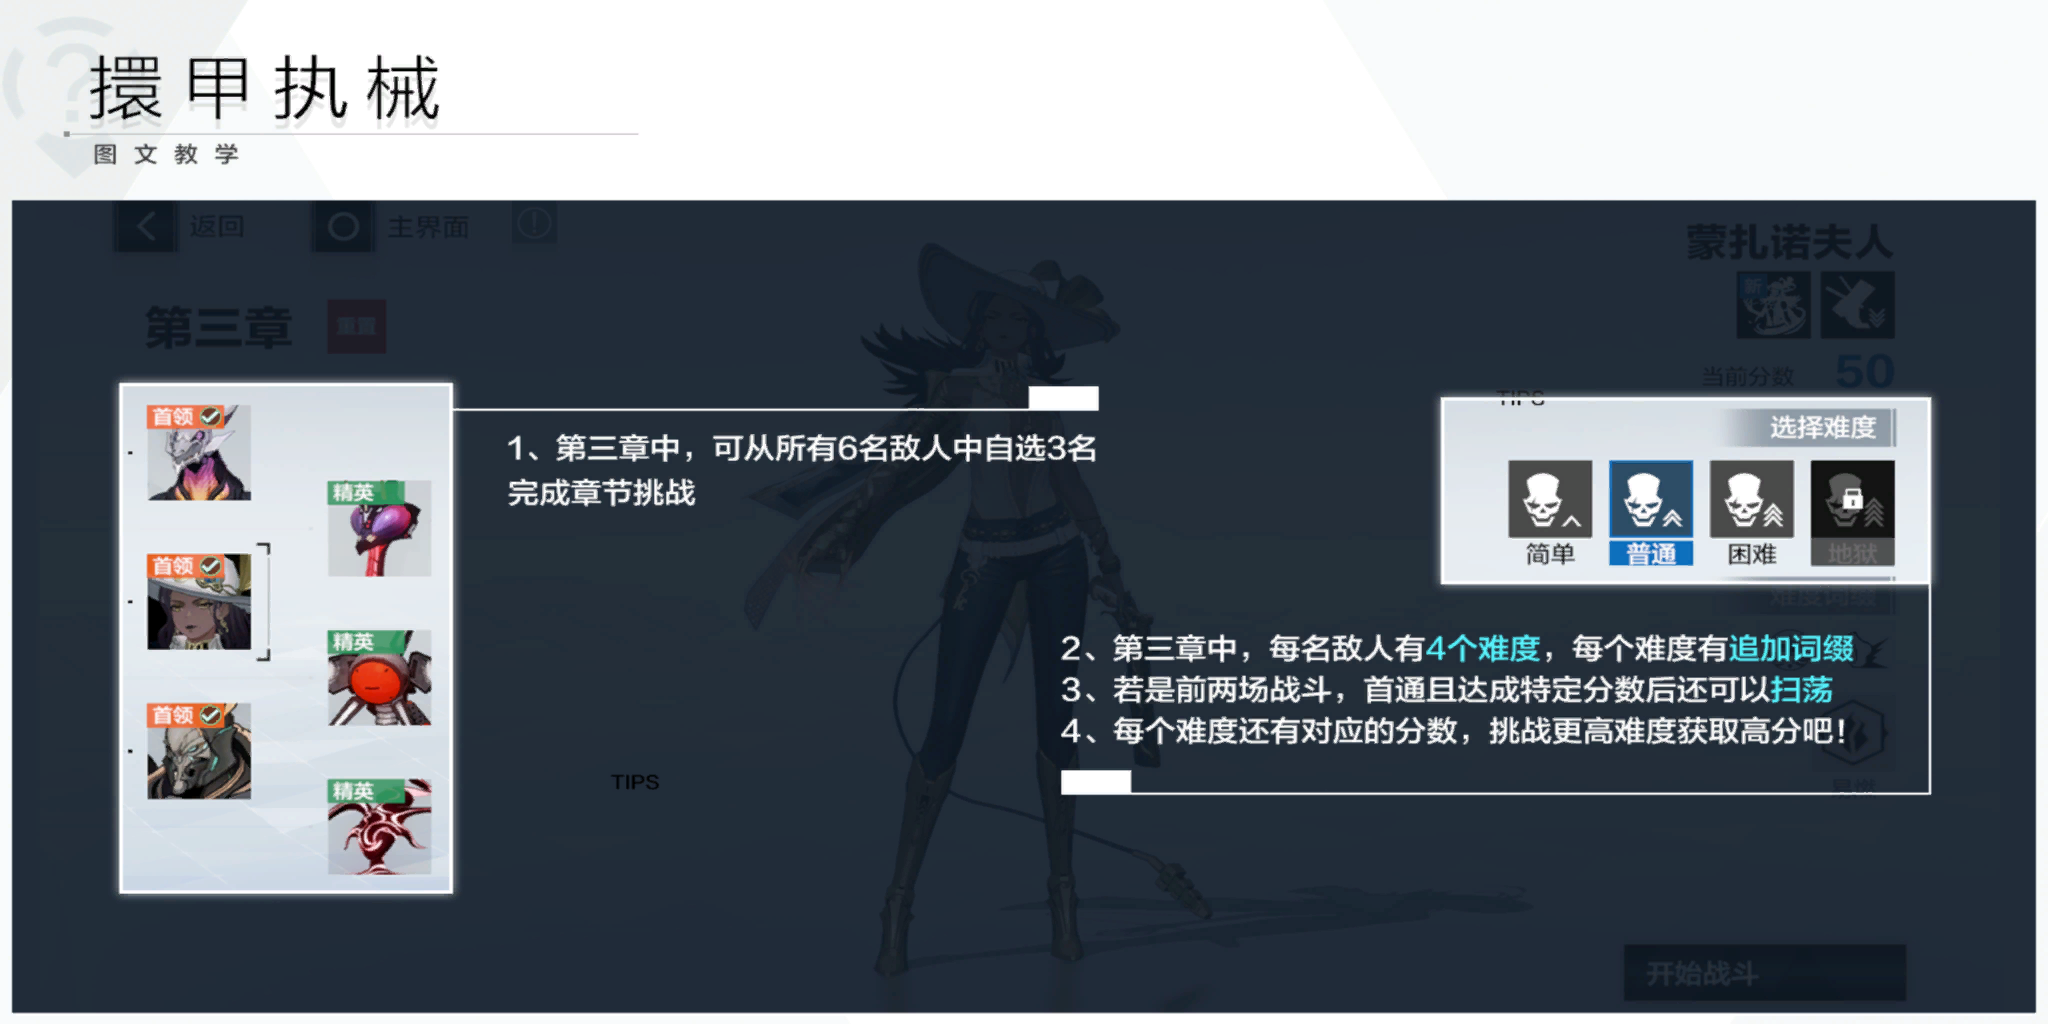 擐甲执械
图文教学
返回
主界面
蒙扎诺夫人
新
第三章
重置
当前分数 50
首领
精英
首领
精英
首领
精英
1、第三章中，可从所有6名敌人中自选3名
完成章节挑战
TIPS
选择难度
简单
普通
困难
地狱
难度词缀
2、第三章中，每名敌人有4个难度，每个难度有追加词缀
3、若是前两场战斗，首通且达成特定分数后还可以扫荡
4、每个难度还有对应的分数，挑战更高难度获取高分吧！
TIPS
开始战斗